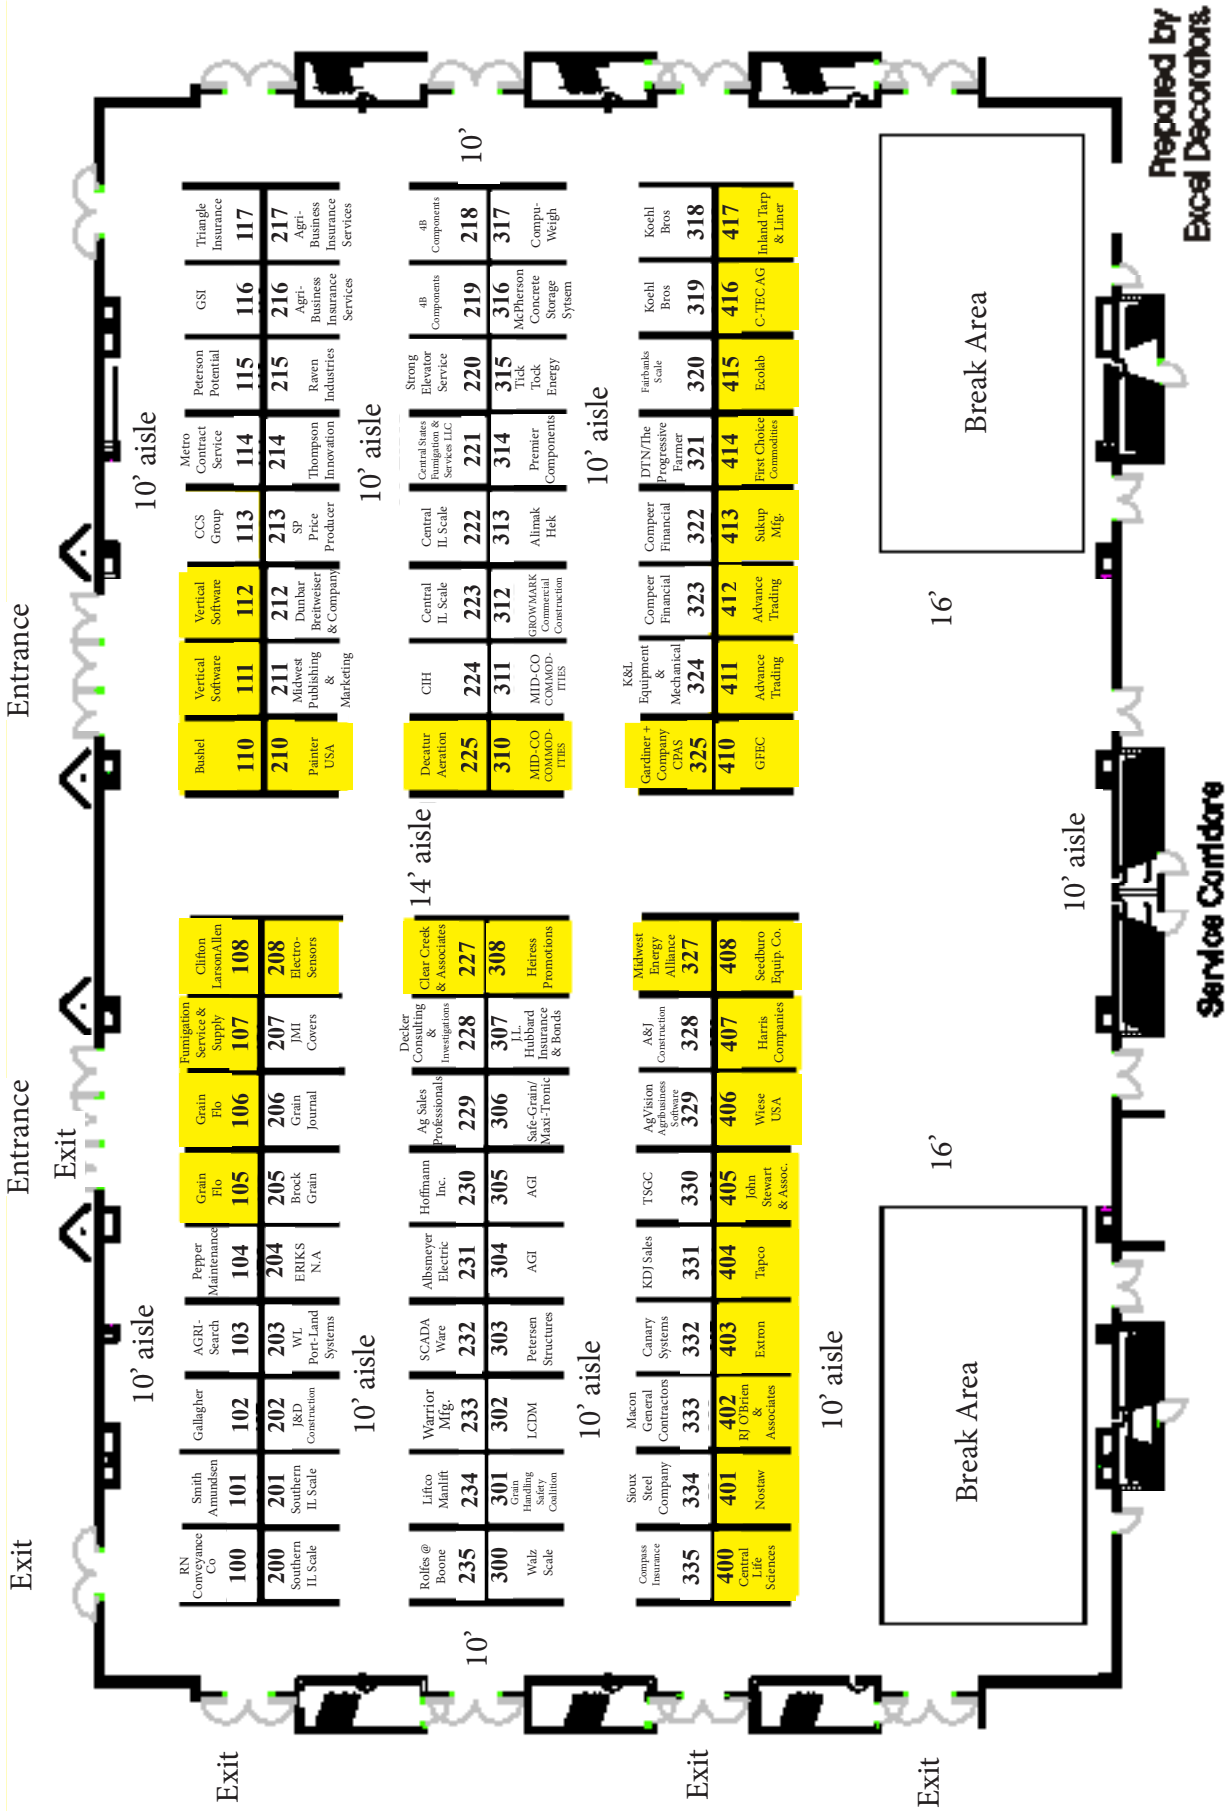 Exit
Entrance
Exit
Entrance
10’ aisle
10’ aisle
RN
Conveyance
Co
100
Smith
Amundsen
101
Gallagher
102
AGRI-
Search
103
Pepper
Maintenance
104
Grain
Flo
105
Grain
Flo
106
Fumigation
Service &
Supply
107
Clifton
LarsonAllen
108
Bushel
110
Vertical
Software
111
Vertical
Software
112
CCS
Group
113
Metro
Contract
Service
114
Peterson
Potential
115
GSI
116
Triangle
Insurance
117
200
Southern
IL Scale
201
Southern
IL Scale
202
J&D
Construction
203
WL
Port-Land
Systems
204
ERIKS
N.A
205
Brock
Grain
206
Grain
Journal
207
JMI
Covers
208
Electro-
Sensors
210
Painter
USA
211
Midwest
Publishing
&
Marketing
212
Dunbar
Breitweiser
& Company
213
SP
Price
Producer
214
Thompson
Innovation
215
Raven
Industries
216
Agri-
Business
Insurance
Services
217
Agri-
Business
Insurance
Services
Exit
10’ aisle
14’ aisle
10’ aisle
10’
10’
Rolfes @
Boone
235
Liftco
Manlift
234
Warrior
Mfg.
233
SCADA
Ware
232
Albsmeyer
Electric
231
Hoffmann
Inc.
230
Ag Sales
Professionals
229
Decker
Consulting
&
Investigations
228
Clear Creek
& Associates
227
Decatur
Aeration
225
CIH
224
Central
IL Scale
223
Central
IL Scale
222
Central States
Fumigation &
Services LLC
221
Strong
Elevator
Service
220
4B
Components
219
4B
Components
218
300
Walz
Scale
301
Grain
Handling
Safety
Coalition
302
LCDM
303
Petersen
Structures
304
AGI
305
AGI
306
Safe-Grain/
Maxi-Tronic
307
J.L.
Hubbard
Insurance
& Bonds
308
Heiress
Promotions
310
MID-CO
COMMOD-
ITIES
311
MID-CO
COMMOD-
ITIES
312
GROWMARK
Commercial
Construction
313
Alimak
Hek
314
Premier
Components
315
Tick
Tock
Energy
316
McPherson
Concrete
Storage
Sytsem
317
Compu-
Weigh
10’ aisle
10’ aisle
Exit
Compass
Insurance
335
Sioux
Steel
Company
334
Macon
General
Contractors
333
Canary
Systems
332
KDJ Sales
331
TSGC
330
AgVision
Agribusiness
Software
329
A&J
Construction
328
Midwest
Energy
Alliance
327
Gardiner +
Company
CPAS
325
K&L
Equipment
&
Mechanical
324
Compeer
Financial
323
Compeer
Financial
322
DTN/The
Progressive
Farmer
321
Fairbanks
Scale
320
Koehl
Bros
319
Koehl
Bros
318
400
Central
Life
Sciences
401
Nostaw
402
RJ O'Brien
&
Associates
403
Extron
404
Tapco
405
John
Stewart
& Assoc.
406
Wiese
USA
407
Harris
Companies
408
Seedburo
Equip. Co.
410
GFEC
411
Advance
Trading
412
Advance
Trading
413
Sukup
Mfg.
414
First Choice
Commodities
415
Ecolab
416
C-TEC AG
417
Inland Tarp
& Liner
10’ aisle
Exit
16’
16’
Break Area
Break Area
10’ aisle
Service Corridors
Prepared by
Excel Decorators.